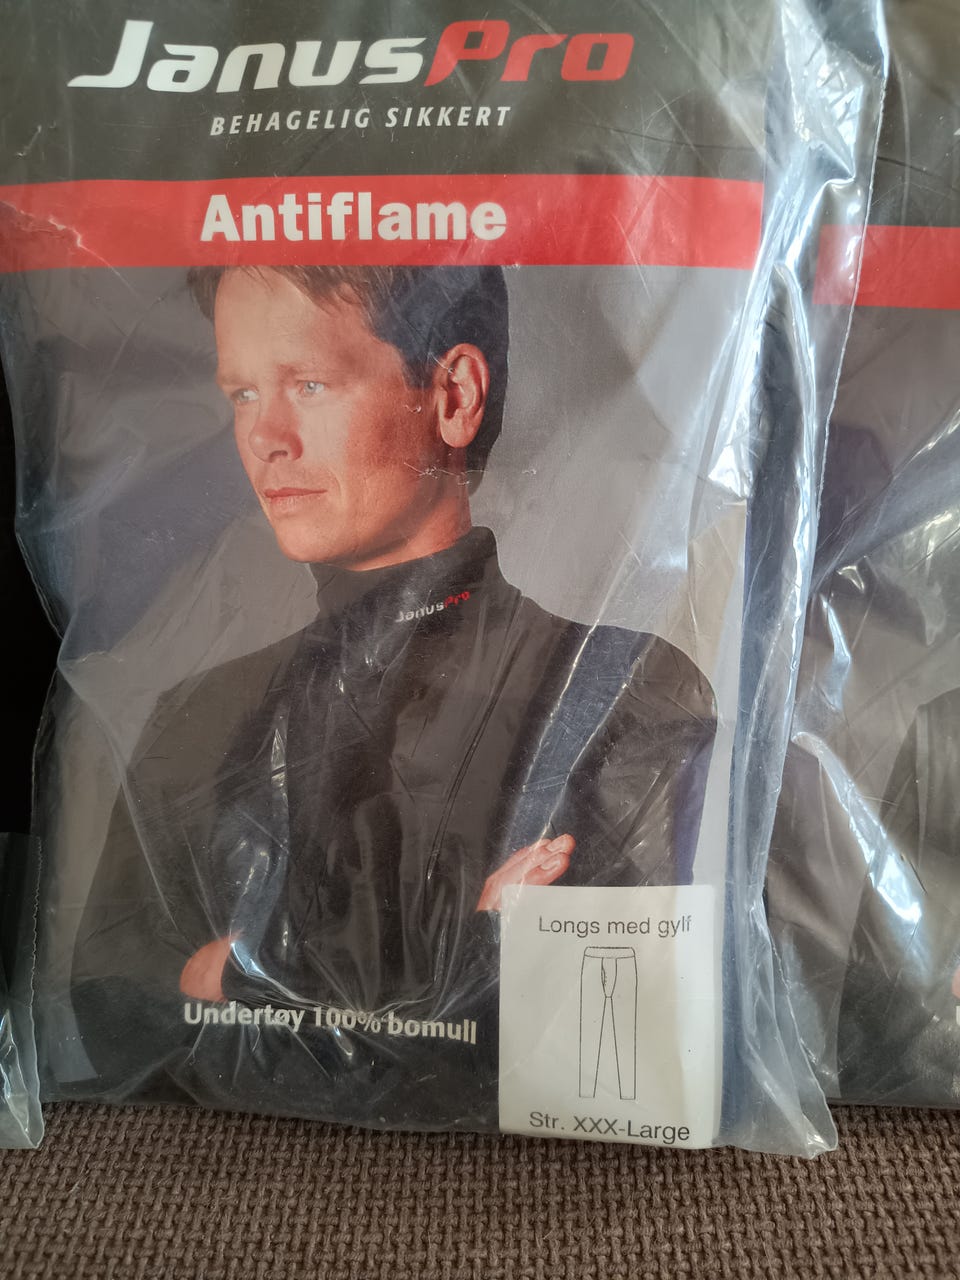 JanusPro
BEHAGELIG SIKKERT
Antiflame
JanusPro
Longs med gylf
Undertøy 100% bomull
Str. XXX-Large